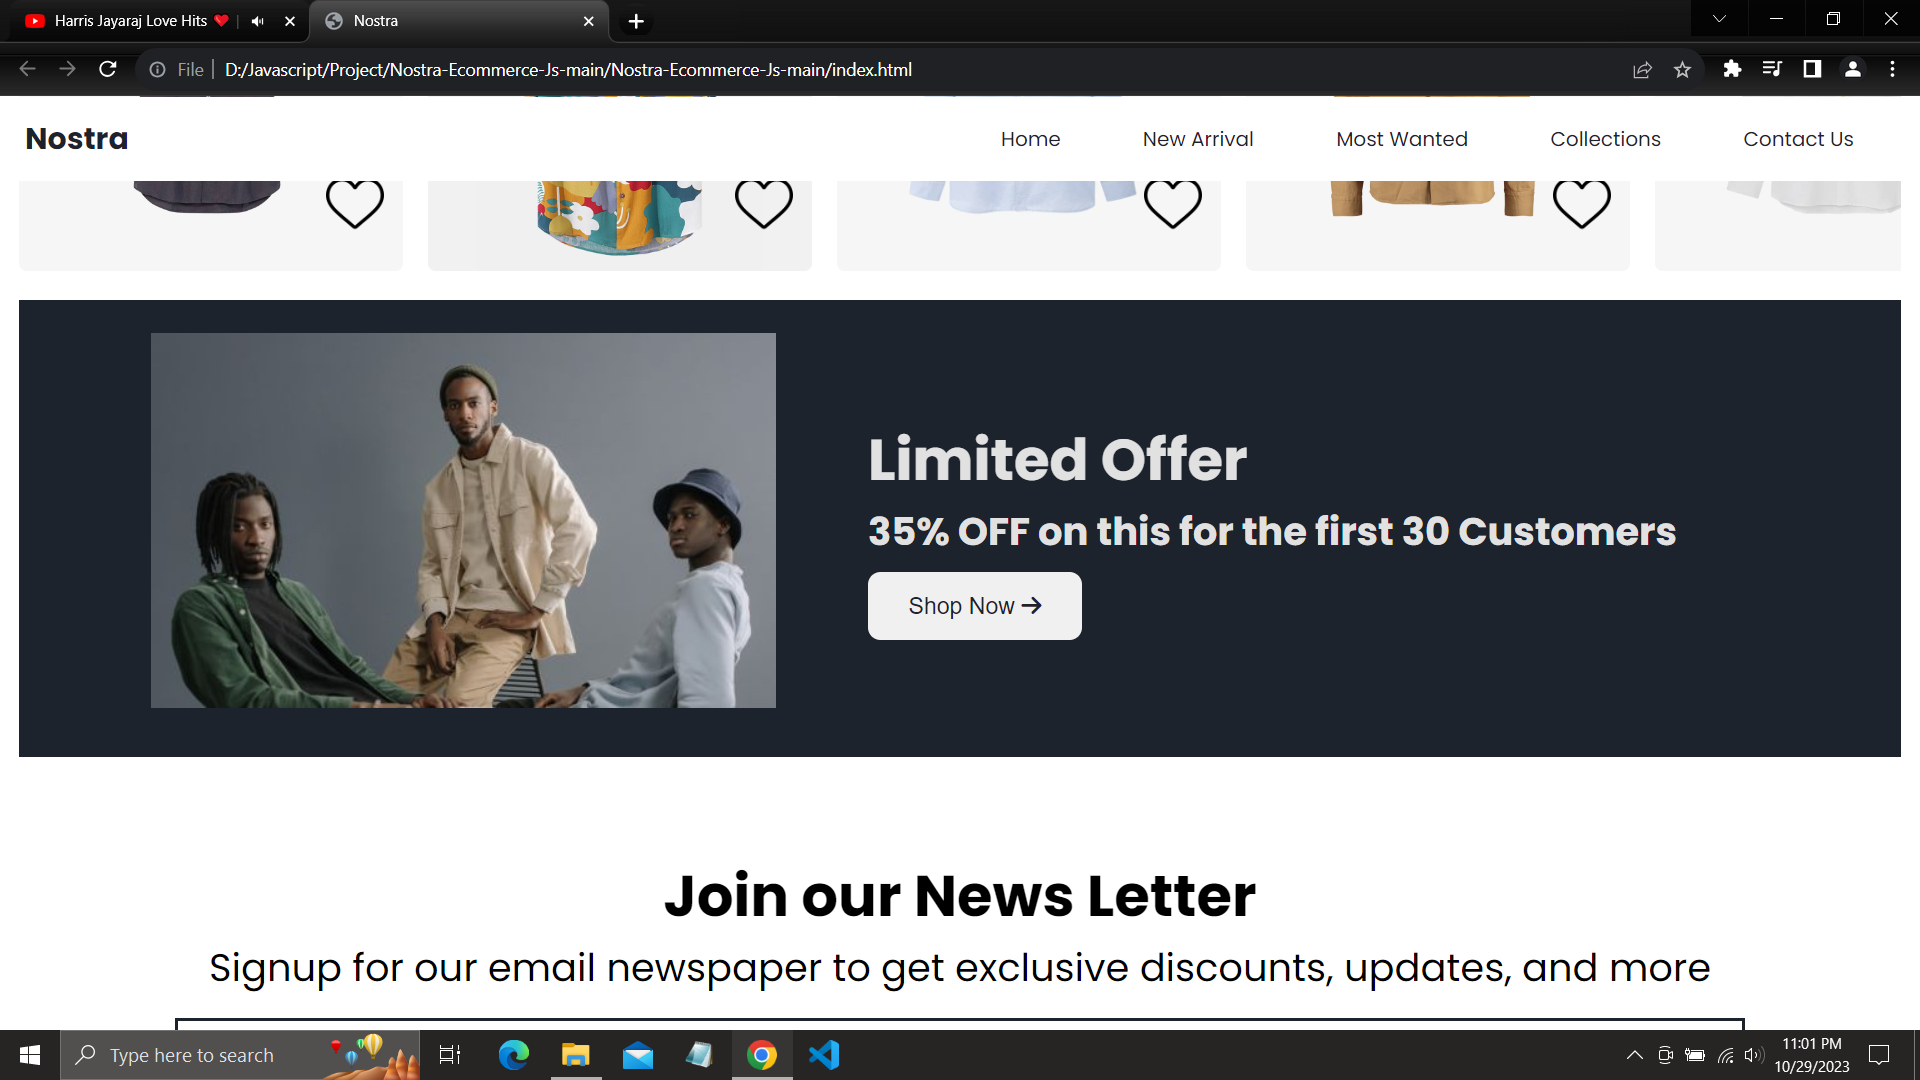 Harris Jayaraj Love Hits ❤️
Nostra
File
D:/Javascript/Project/Nostra-Ecommerce-Js-main/Nostra-Ecommerce-Js-main/index.html
Nostra
Home
New Arrival
Most Wanted
Collections
Contact Us
Limited Offer
35% OFF on this for the first 30 Customers
Shop Now →
Join our News Letter
Signup for our email newspaper to get exclusive discounts, updates, and more
Type here to search
11:01 PM
10/29/2023